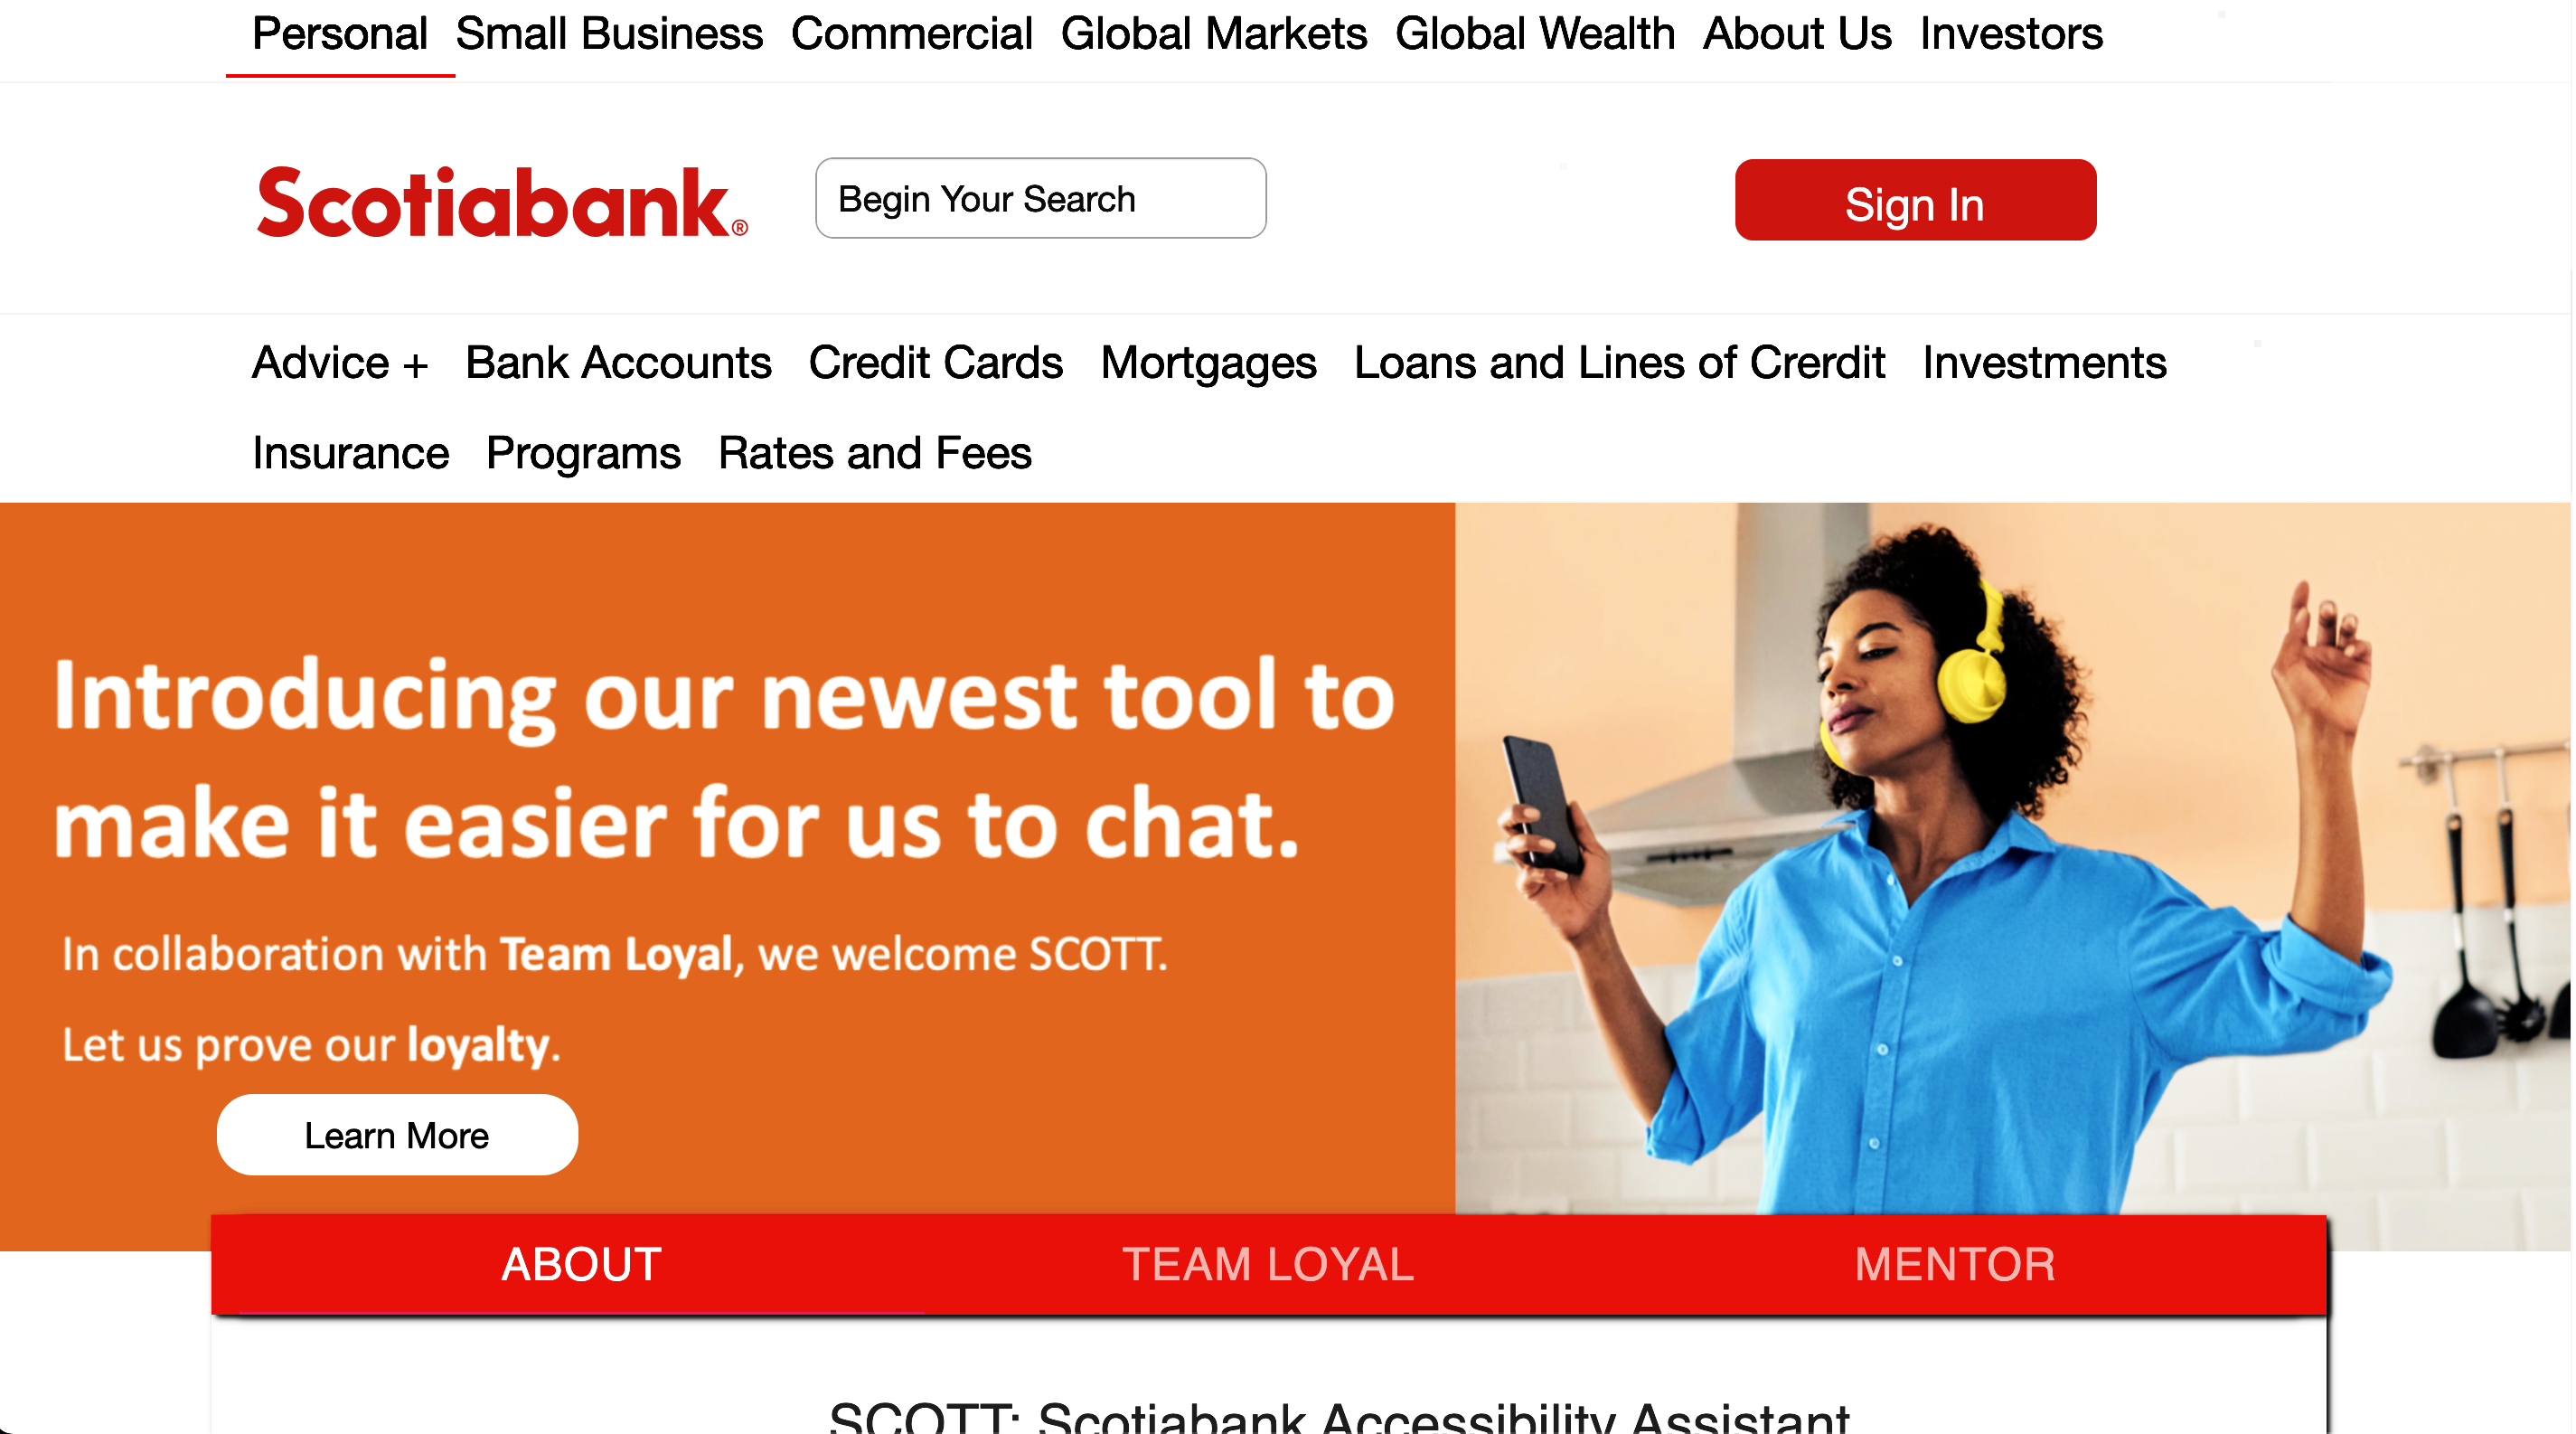 Personal Small Business Commercial Global Markets Global Wealth About Us Investors
Scotiabank® Begin Your Search Sign In
Advice + Bank Accounts Credit Cards Mortgages Loans and Lines of Crerdit Investments
Insurance Programs Rates and Fees
Introducing our newest tool to
make it easier for us to chat.
In collaboration with Team Loyal, we welcome SCOTT.
Let us prove our loyalty.
Learn More
ABOUT TEAM LOYAL MENTOR
SCOTT: Scotiabank Accessibility Assistant